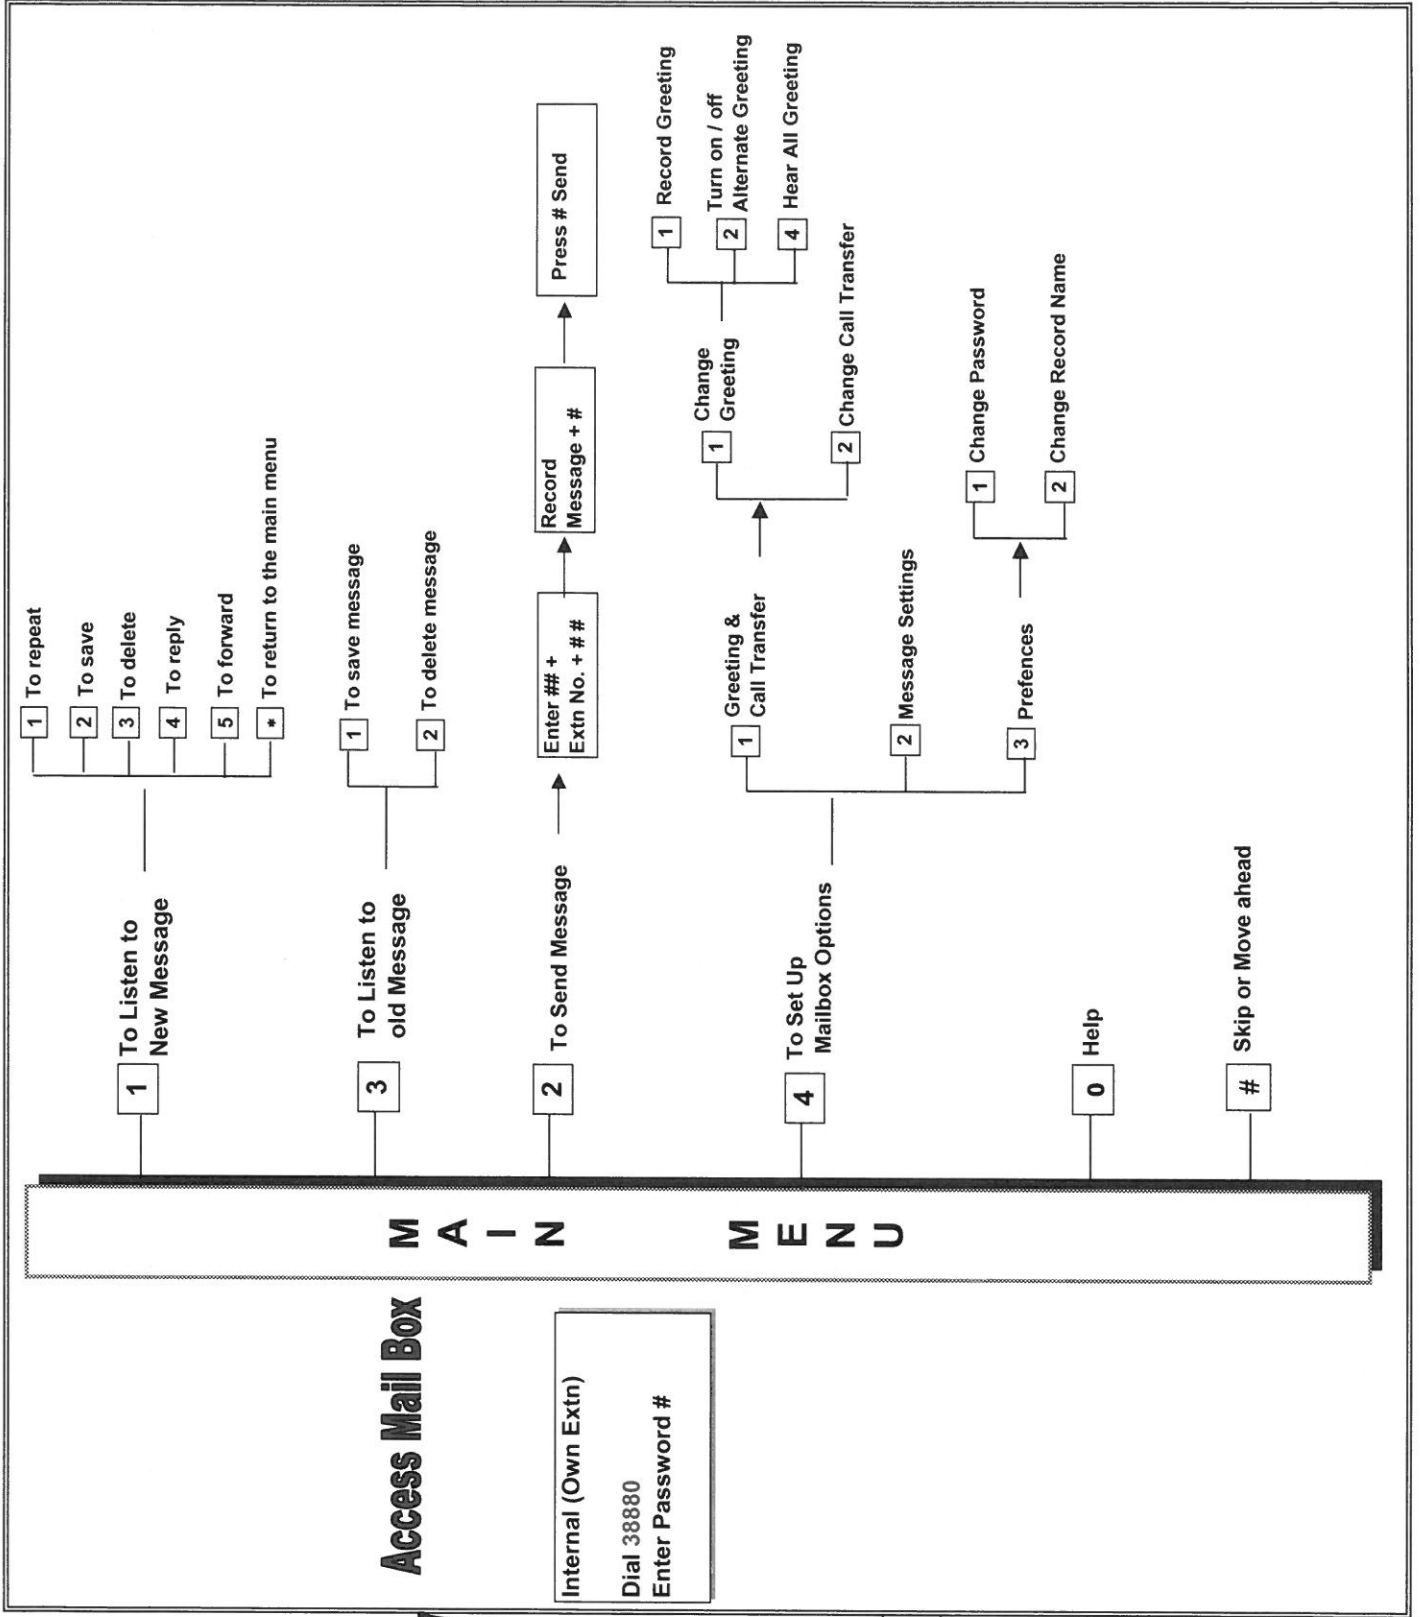 Access Mail Box
Internal (Own Extn)
Dial 38880
Enter Password #
M
A
I
N
M
E
N
U
1 To Listen to
New Message
1 To repeat
2 To save
3 To delete
4 To reply
5 To forward
* To return to the main menu
3 To Listen to
old Message
1 To save message
2 To delete message
2 To Send Message
Enter ## +
Extn No. + # #
Record
Message + #
Press # Send
4 To Set Up
Mailbox Options
1 Greeting &
Call Transfer
1 Change
Greeting
1 Record Greeting
2 Turn on / off
Alternate Greeting
4 Hear All Greeting
2 Change Call Transfer
2 Message Settings
3 Prefences
1 Change Password
2 Change Record Name
0 Help
# Skip or Move ahead